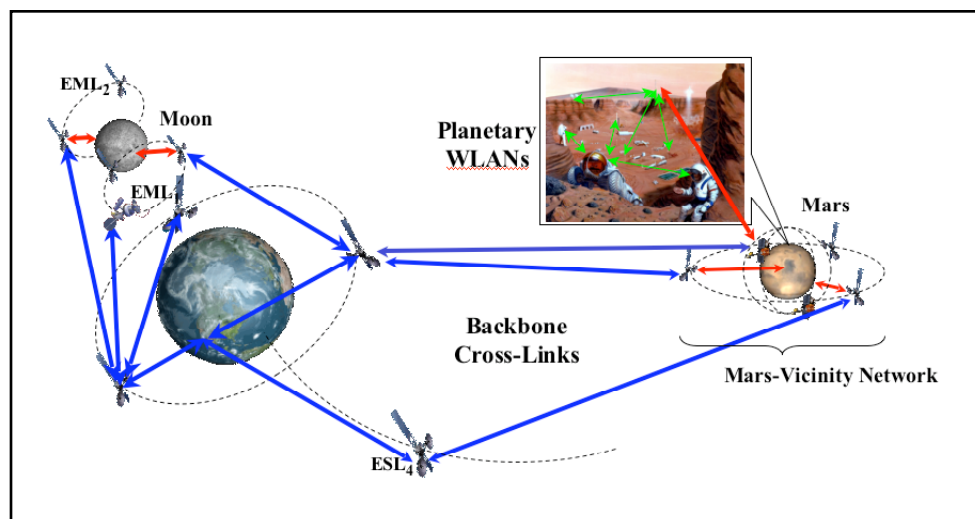 EML2
Moon
EML1
Planetary
WLANs
Mars
Backbone
Cross-Links
Mars-Vicinity Network
ESL4